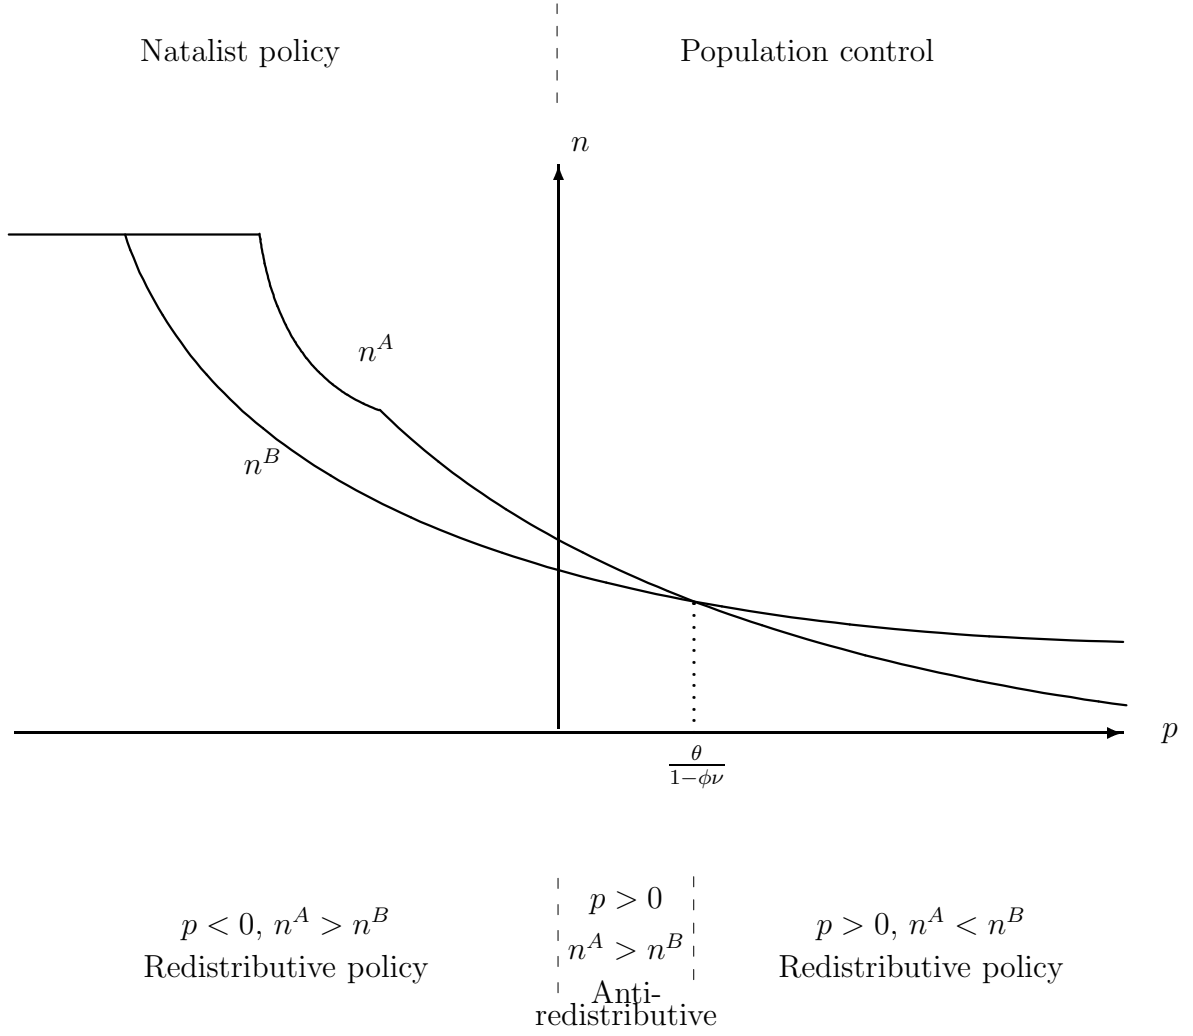 Natalist policy
Population control
n
n^A
n^B
p
θ/(1−ϕν)
p < 0, n^A > n^B
Redistributive policy
p > 0
n^A > n^B
Anti-
redistributive
p > 0, n^A < n^B
Redistributive policy